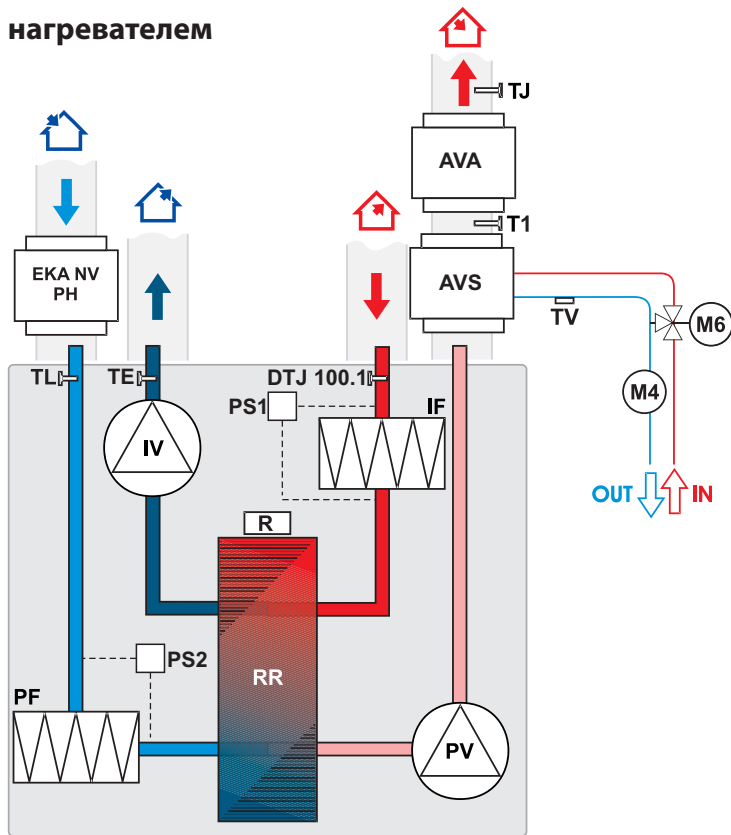 нагревателем
TJ
AVA
T1
EKA NV
PH
AVS
TV
M6
TL
TE
DTJ 100.1
PS1
IF
M4
IV
OUT
IN
R
PS2
RR
PF
PV